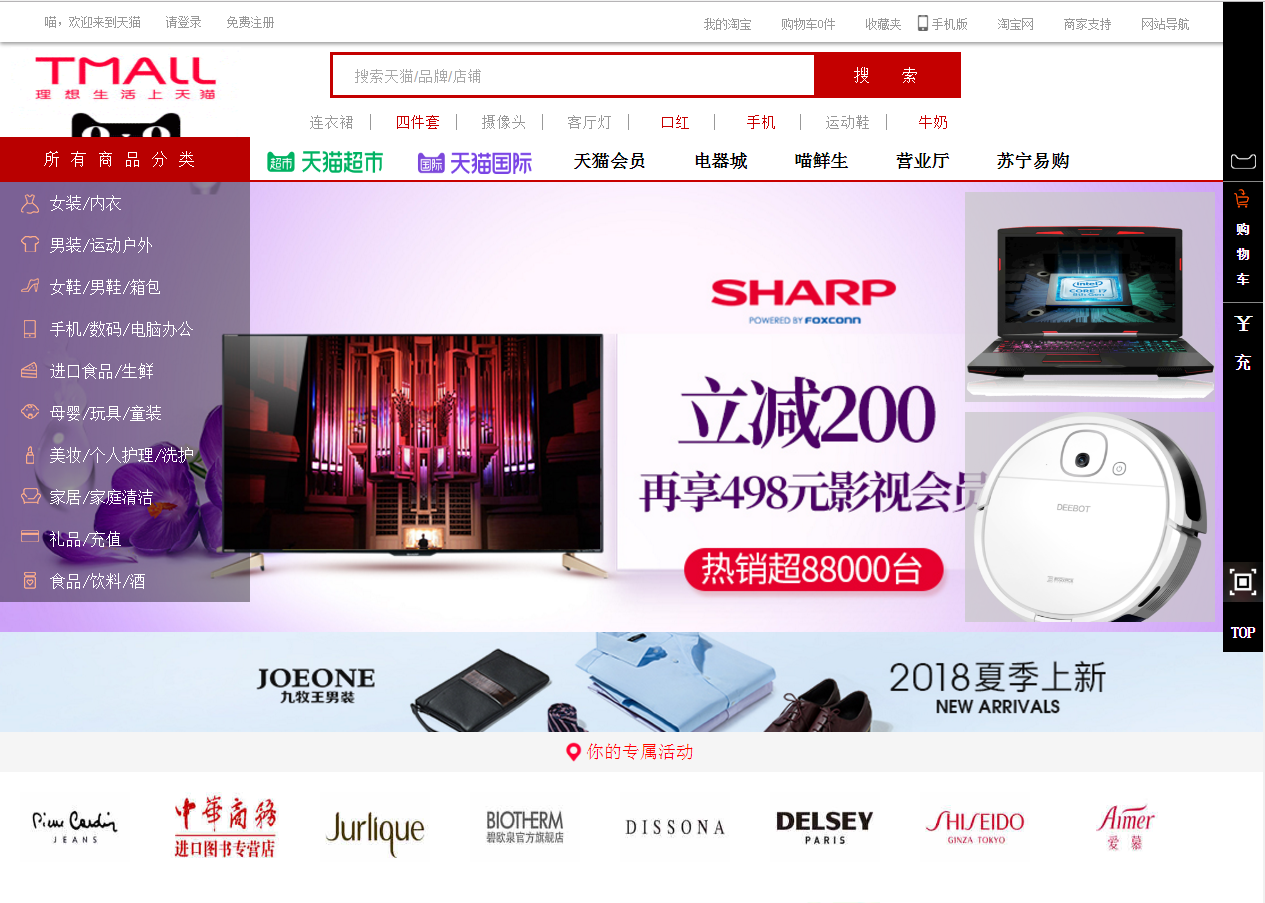 喵，欢迎来到天猫 请登录 免费注册 我的淘宝 购物车0件 收藏夹 手机版 淘宝网 商家支持 网站导航
TMALL
理想生活上天猫
搜索天猫/品牌/店铺 搜 索
连衣裙 四件套 摄像头 客厅灯 口红 手机 运动鞋 牛奶
所有商品分类 超市 天猫超市 国际 天猫国际 天猫会员 电器城 喵鲜生 营业厅 苏宁易购
女装/内衣
男装/运动户外
女鞋/男鞋/箱包
手机/数码/电脑办公
进口食品/生鲜
母婴/玩具/童装
美妆/个人护理/洗护
家居/家庭清洁
礼品/充值
食品/饮料/酒
SHARP
POWERED BY FOXCONN
立减200
再享498元影视会员
热销超88000台
intel
CORE i7
8th Gen
DEEBOT
购
物
车
充
TOP
JOEONE
九牧王男装
2018夏季上新
NEW ARRIVALS
你的专属活动
Pierre Cardin
JEANS
中华商务
进口图书专营店
Jurlique
BIOTHERM
碧欧泉官方旗舰店
DISSONA
DELSEY
PARIS
SHISEIDO
GINZA TOKYO
Aimer
爱慕